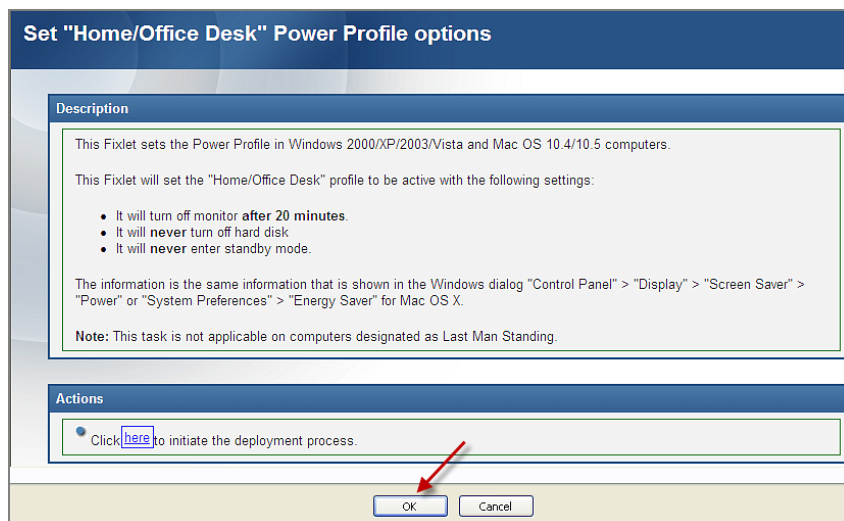 Set "Home/Office Desk" Power Profile options
Description
This Fixlet sets the Power Profile in Windows 2000/XP/2003/Vista and Mac OS 10.4/10.5 computers.
This Fixlet will set the "Home/Office Desk" profile to be active with the following settings:
It will turn off monitor after 20 minutes.
It will never turn off hard disk
It will never enter standby mode.
The information is the same information that is shown in the Windows dialog "Control Panel" > "Display" > "Screen Saver" >
"Power" or "System Preferences" > "Energy Saver" for Mac OS X.
Note: This task is not applicable on computers designated as Last Man Standing.
Actions
Click here to initiate the deployment process.
OK Cancel